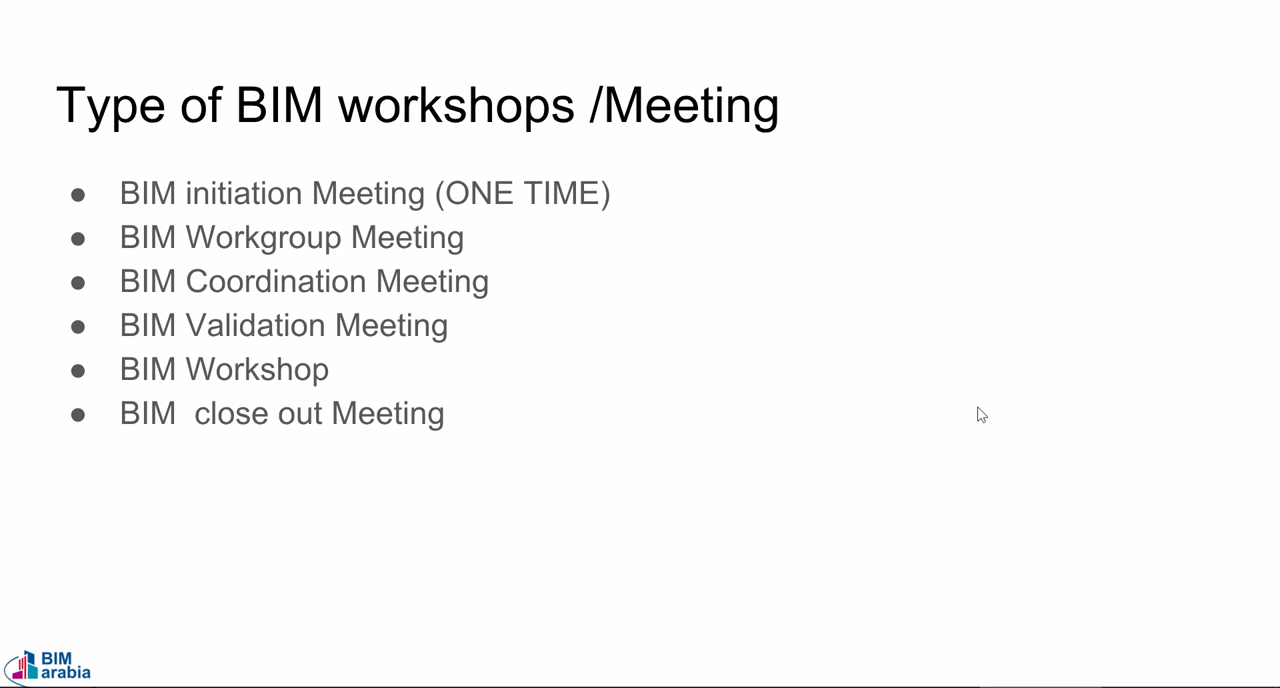 Type of BIM workshops /Meeting
● BIM initiation Meeting (ONE TIME)
● BIM Workgroup Meeting
● BIM Coordination Meeting
● BIM Validation Meeting
● BIM Workshop
● BIM  close out Meeting
BIM
arabia